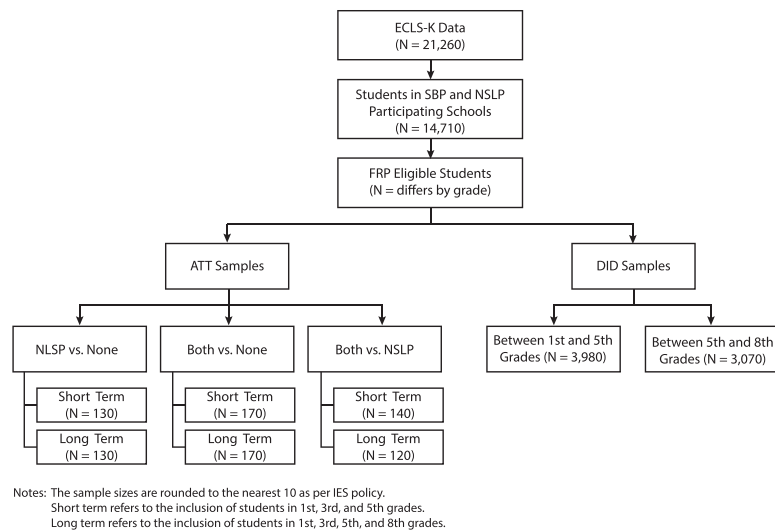 ECLS-K Data
(N = 21,260)
Students in SBP and NSLP
Participating Schools
(N = 14,710)
FRP Eligible Students
(N = differs by grade)
ATT Samples
DID Samples
NLSP vs. None
Both vs. None
Both vs. NSLP
Between 1st and 5th
Grades (N = 3,980)
Between 5th and 8th
Grades (N = 3,070)
Short Term
(N = 130)
Short Term
(N = 170)
Short Term
(N = 140)
Long Term
(N = 130)
Long Term
(N = 170)
Long Term
(N = 120)
Notes: The sample sizes are rounded to the nearest 10 as per IES policy.
Short term refers to the inclusion of students in 1st, 3rd, and 5th grades.
Long term refers to the inclusion of students in 1st, 3rd, 5th, and 8th grades.